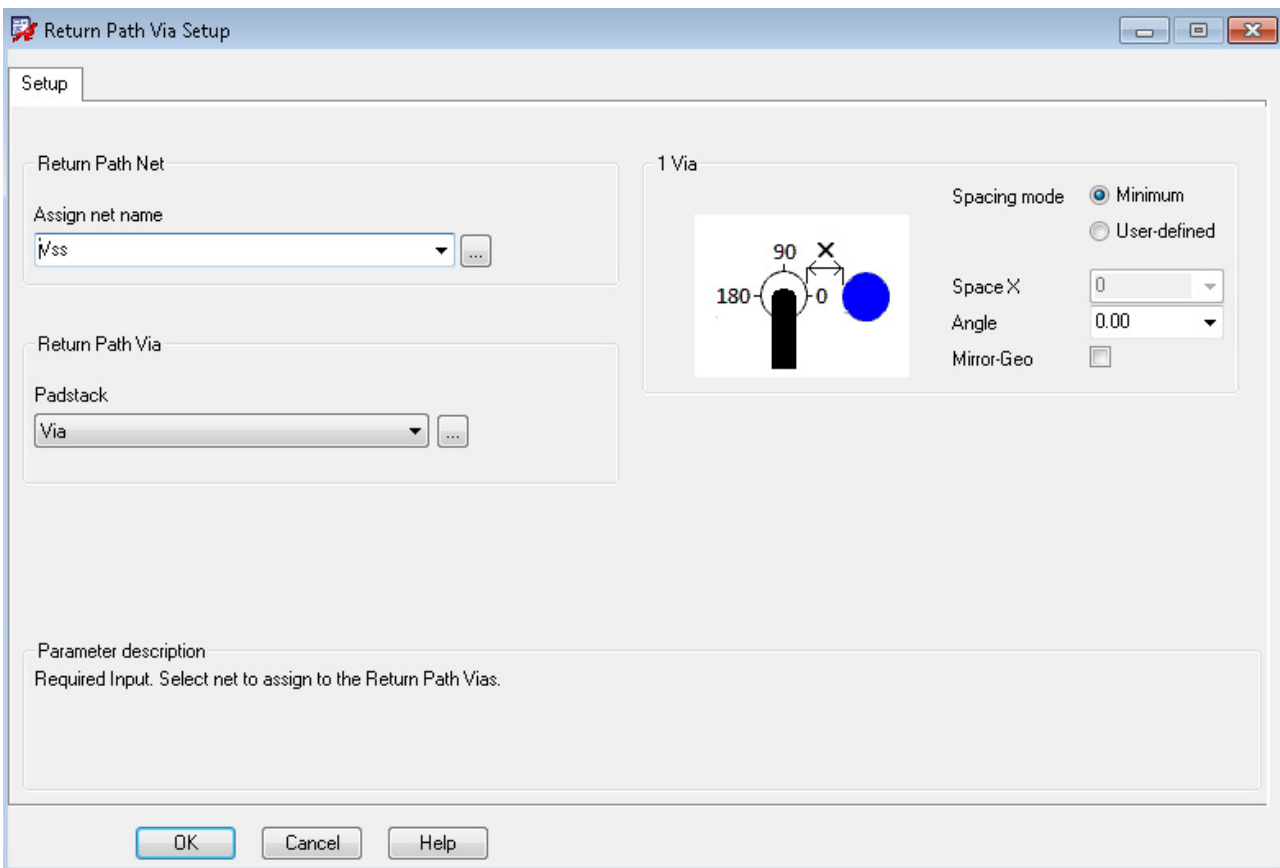 Return Path Via Setup
Setup
Return Path Net
Assign net name
Vss
...
Return Path Via
Padstack
Via
...
1 Via
90 X
180 0
Spacing mode Minimum
User-defined
Space X 0
Angle 0.00
Mirror-Geo
Parameter description
Required Input. Select net to assign to the Return Path Vias.
OK Cancel Help